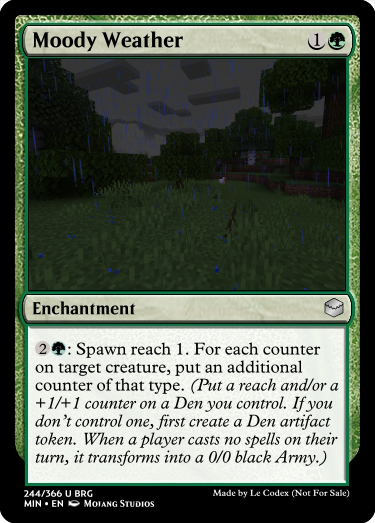 Moody Weather 1
Enchantment
2: Spawn reach 1. For each counter
on target creature, put an additional
counter of that type. (Put a reach and/or a
+1/+1 counter on a Den you control. If you
don't control one, first create a Den artifact
token. When a player casts no spells on their
turn, it transforms into a 0/0 black Army.)
244/366 U BRG
MIN • EN Mojang Studios
Made by Le Codex (Not For Sale)